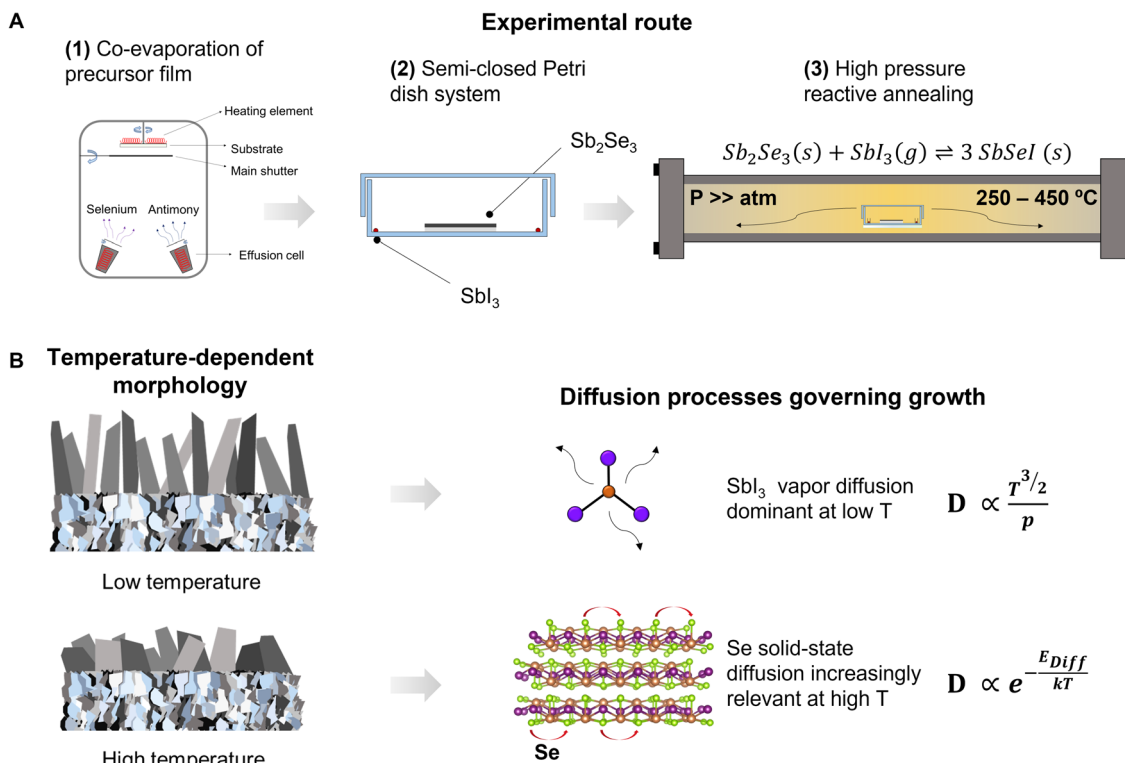 A
Experimental route
(1) Co-evaporation of
precursor film
Heating element
Substrate
Main shutter
Selenium
Antimony
Effusion cell
(2) Semi-closed Petri
dish system
Sb₂Se₃
SbI₃
(3) High pressure
reactive annealing
Sb₂Se₃(s) + SbI₃(g) ⇌ 3 SbSeI (s)
P >> atm
250 – 450 ºC
B
Temperature-dependent
morphology
Low temperature
High temperature
Diffusion processes governing growth
SbI₃ vapor diffusion
dominant at low T
D ∝ T^(3/2) / p
Se solid-state
diffusion increasingly
relevant at high T
D ∝ e^(−E_Diff / kT)
Se